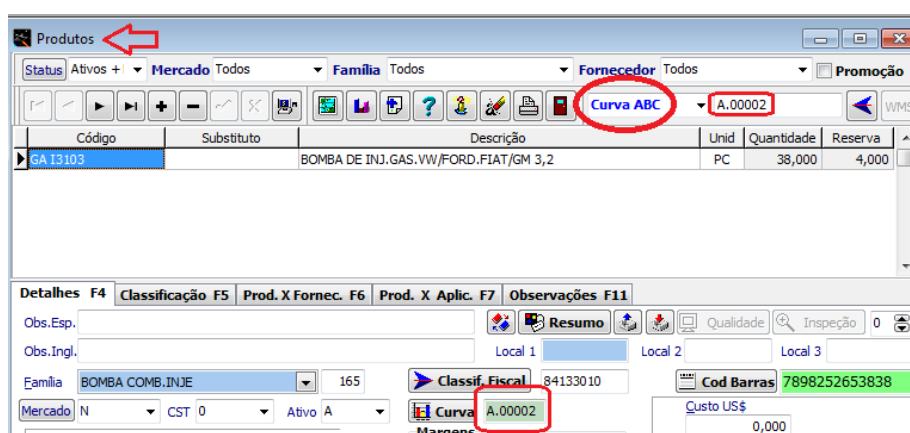 Produtos
Status Ativos + Mercado Todos Família Todos Fornecedor Todos Promoção
Curva ABC A.00002 WMS
Código Substituto Descrição Unid Quantidade Reserva
GA I3103 BOMBA DE INJ.GAS.VW/FORD.FIAT/GM 3,2 PC 38,000 4,000
Detalhes F4 Classificação F5 Prod. X Fornec. F6 Prod. X Aplic. F7 Observações F11
Obs.Esp. Resumo Qualidade Inspeção 0
Obs.Ingl. Local 1 Local 2 Local 3
Família BOMBA COMB.INJE 165 Classif. Fiscal 84133010 Cod Barras 7898252653838
Mercado N CST 0 Ativo A Curva A.00002 Custo US$
Margens 0,000